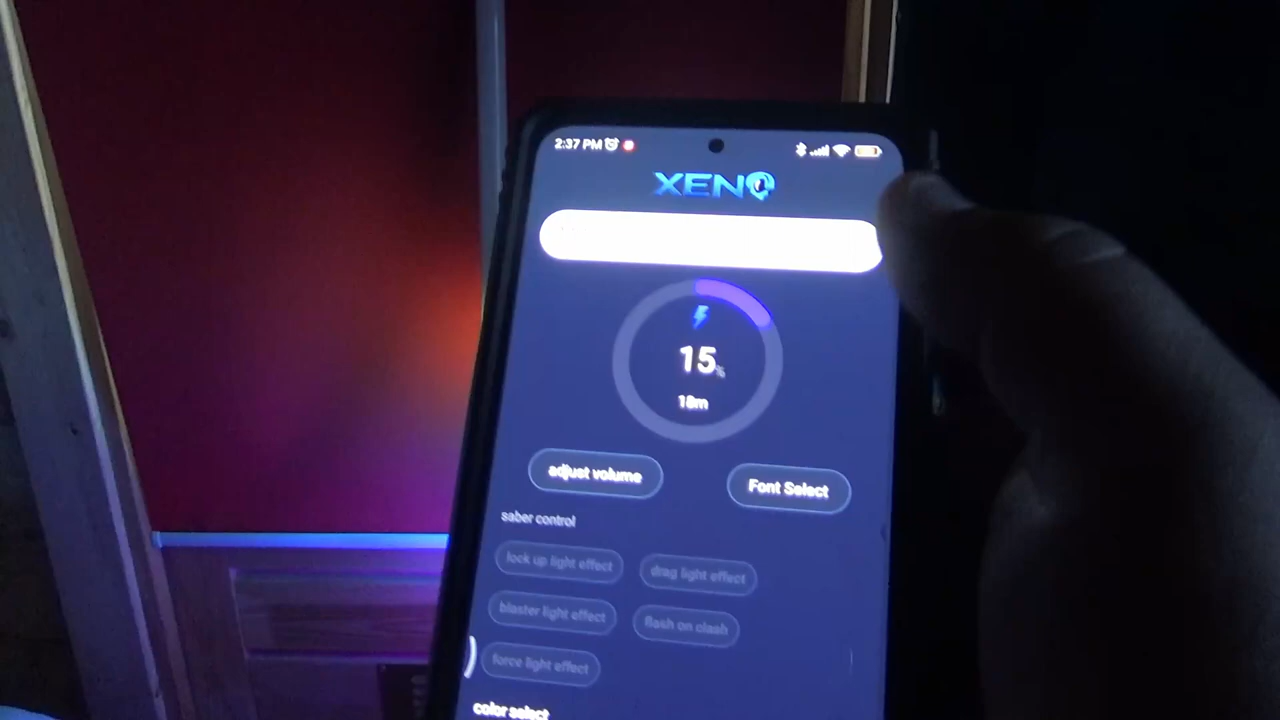 2:37 PM
XENO
15%
18m
adjust volume
Font Select
saber control
lock up light effect
drag light effect
blaster light effect
flash on clash
force light effect
color select